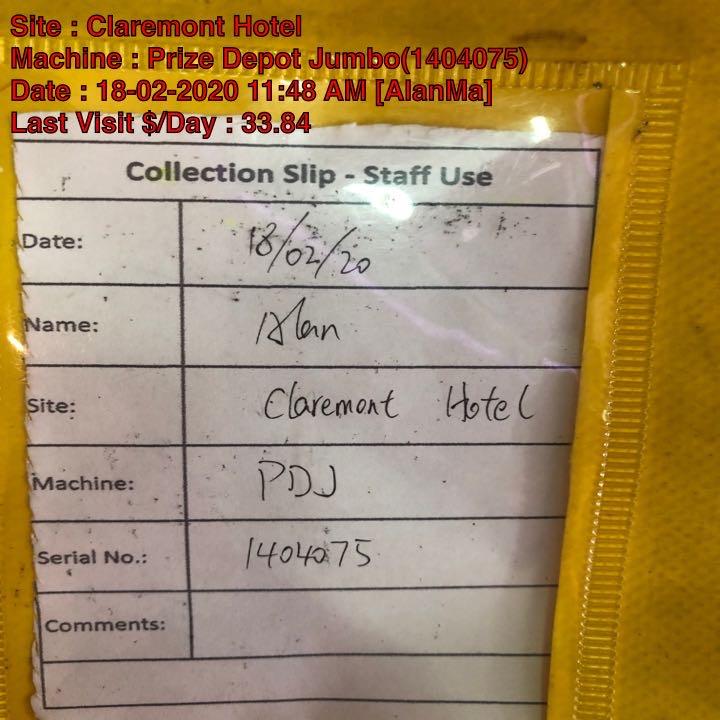 Site : Claremont Hotel
Machine : Prize Depot Jumbo(1404075)
Date : 18-02-2020 11:48 AM [AlanMa]
Last Visit $/Day : 33.84
Collection Slip - Staff Use
Date: 18/02/20
Name: Alan
Site: Claremont Hotel
Machine: PDJ
Serial No.: 1404075
Comments: